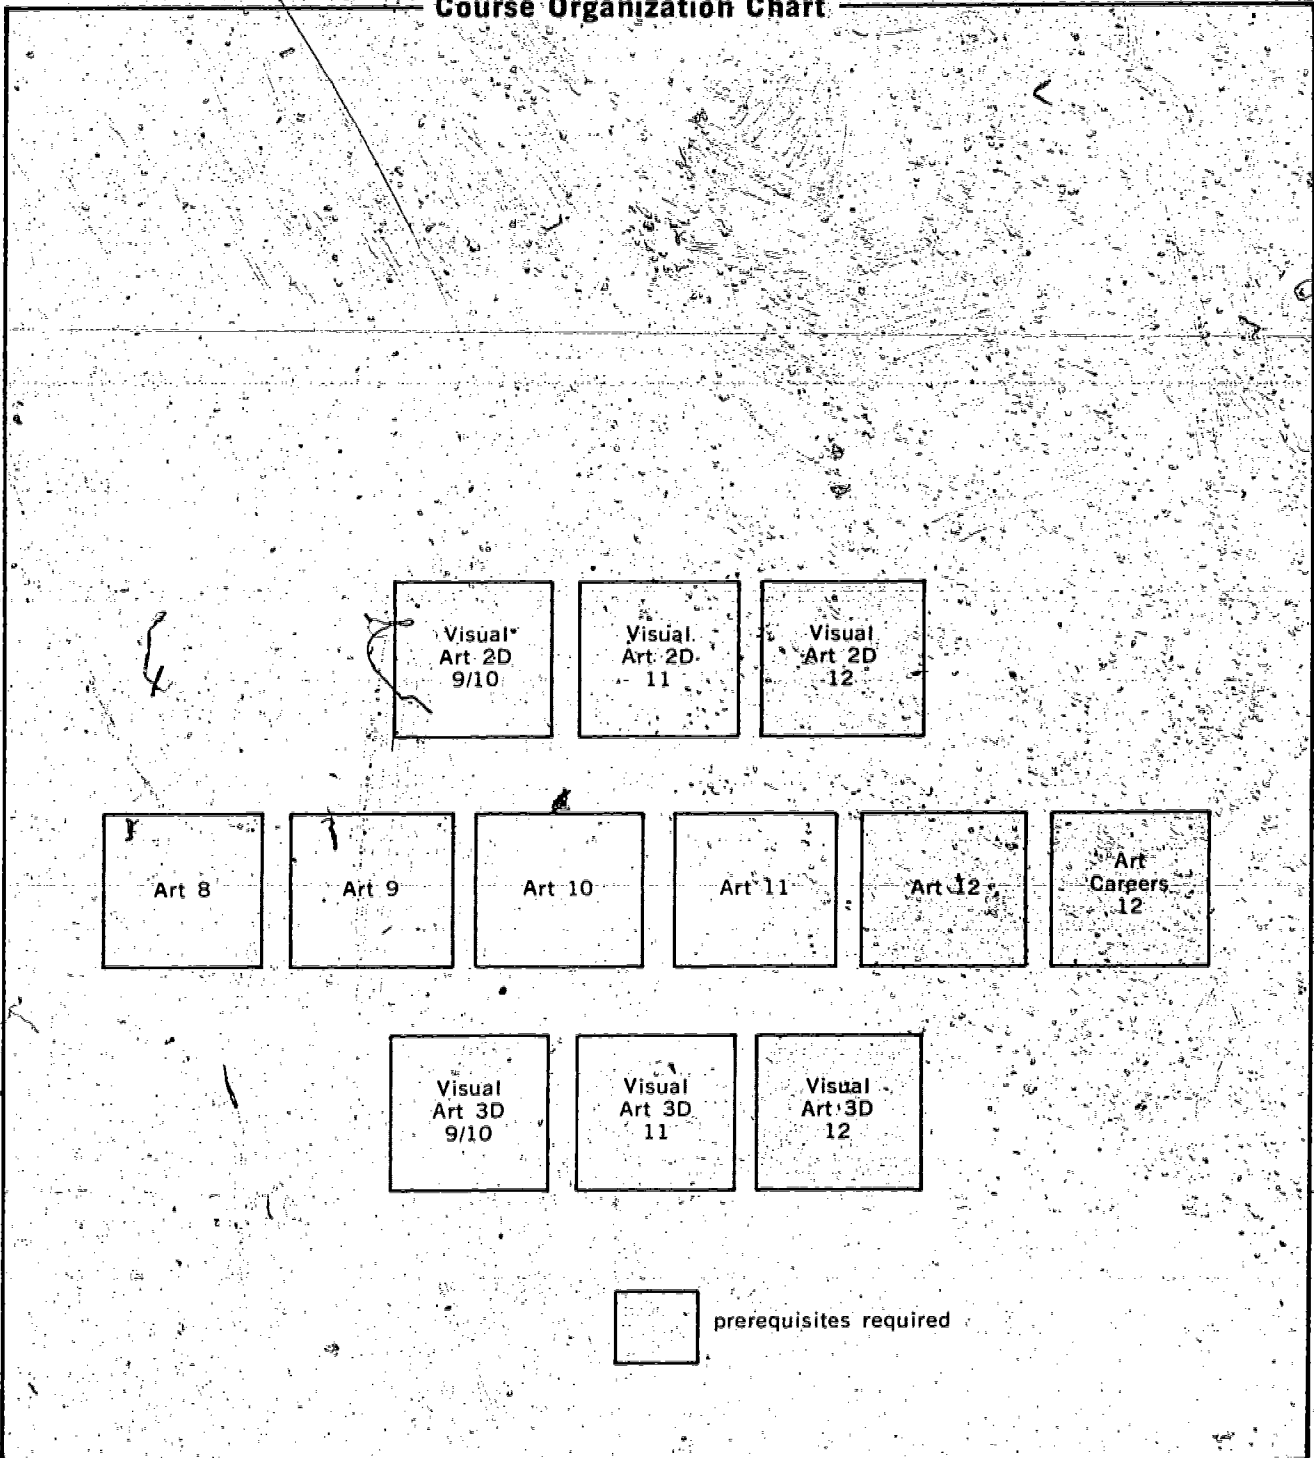 Course Organization Chart
Visual
Art 2D
9/10
Visual
Art 2D
11
Visual
Art 2D
12
Art 8
Art 9
Art 10
Art 11
Art 12
Art
Careers
12
Visual
Art 3D
9/10
Visual
Art 3D
11
Visual
Art 3D
12
prerequisites required